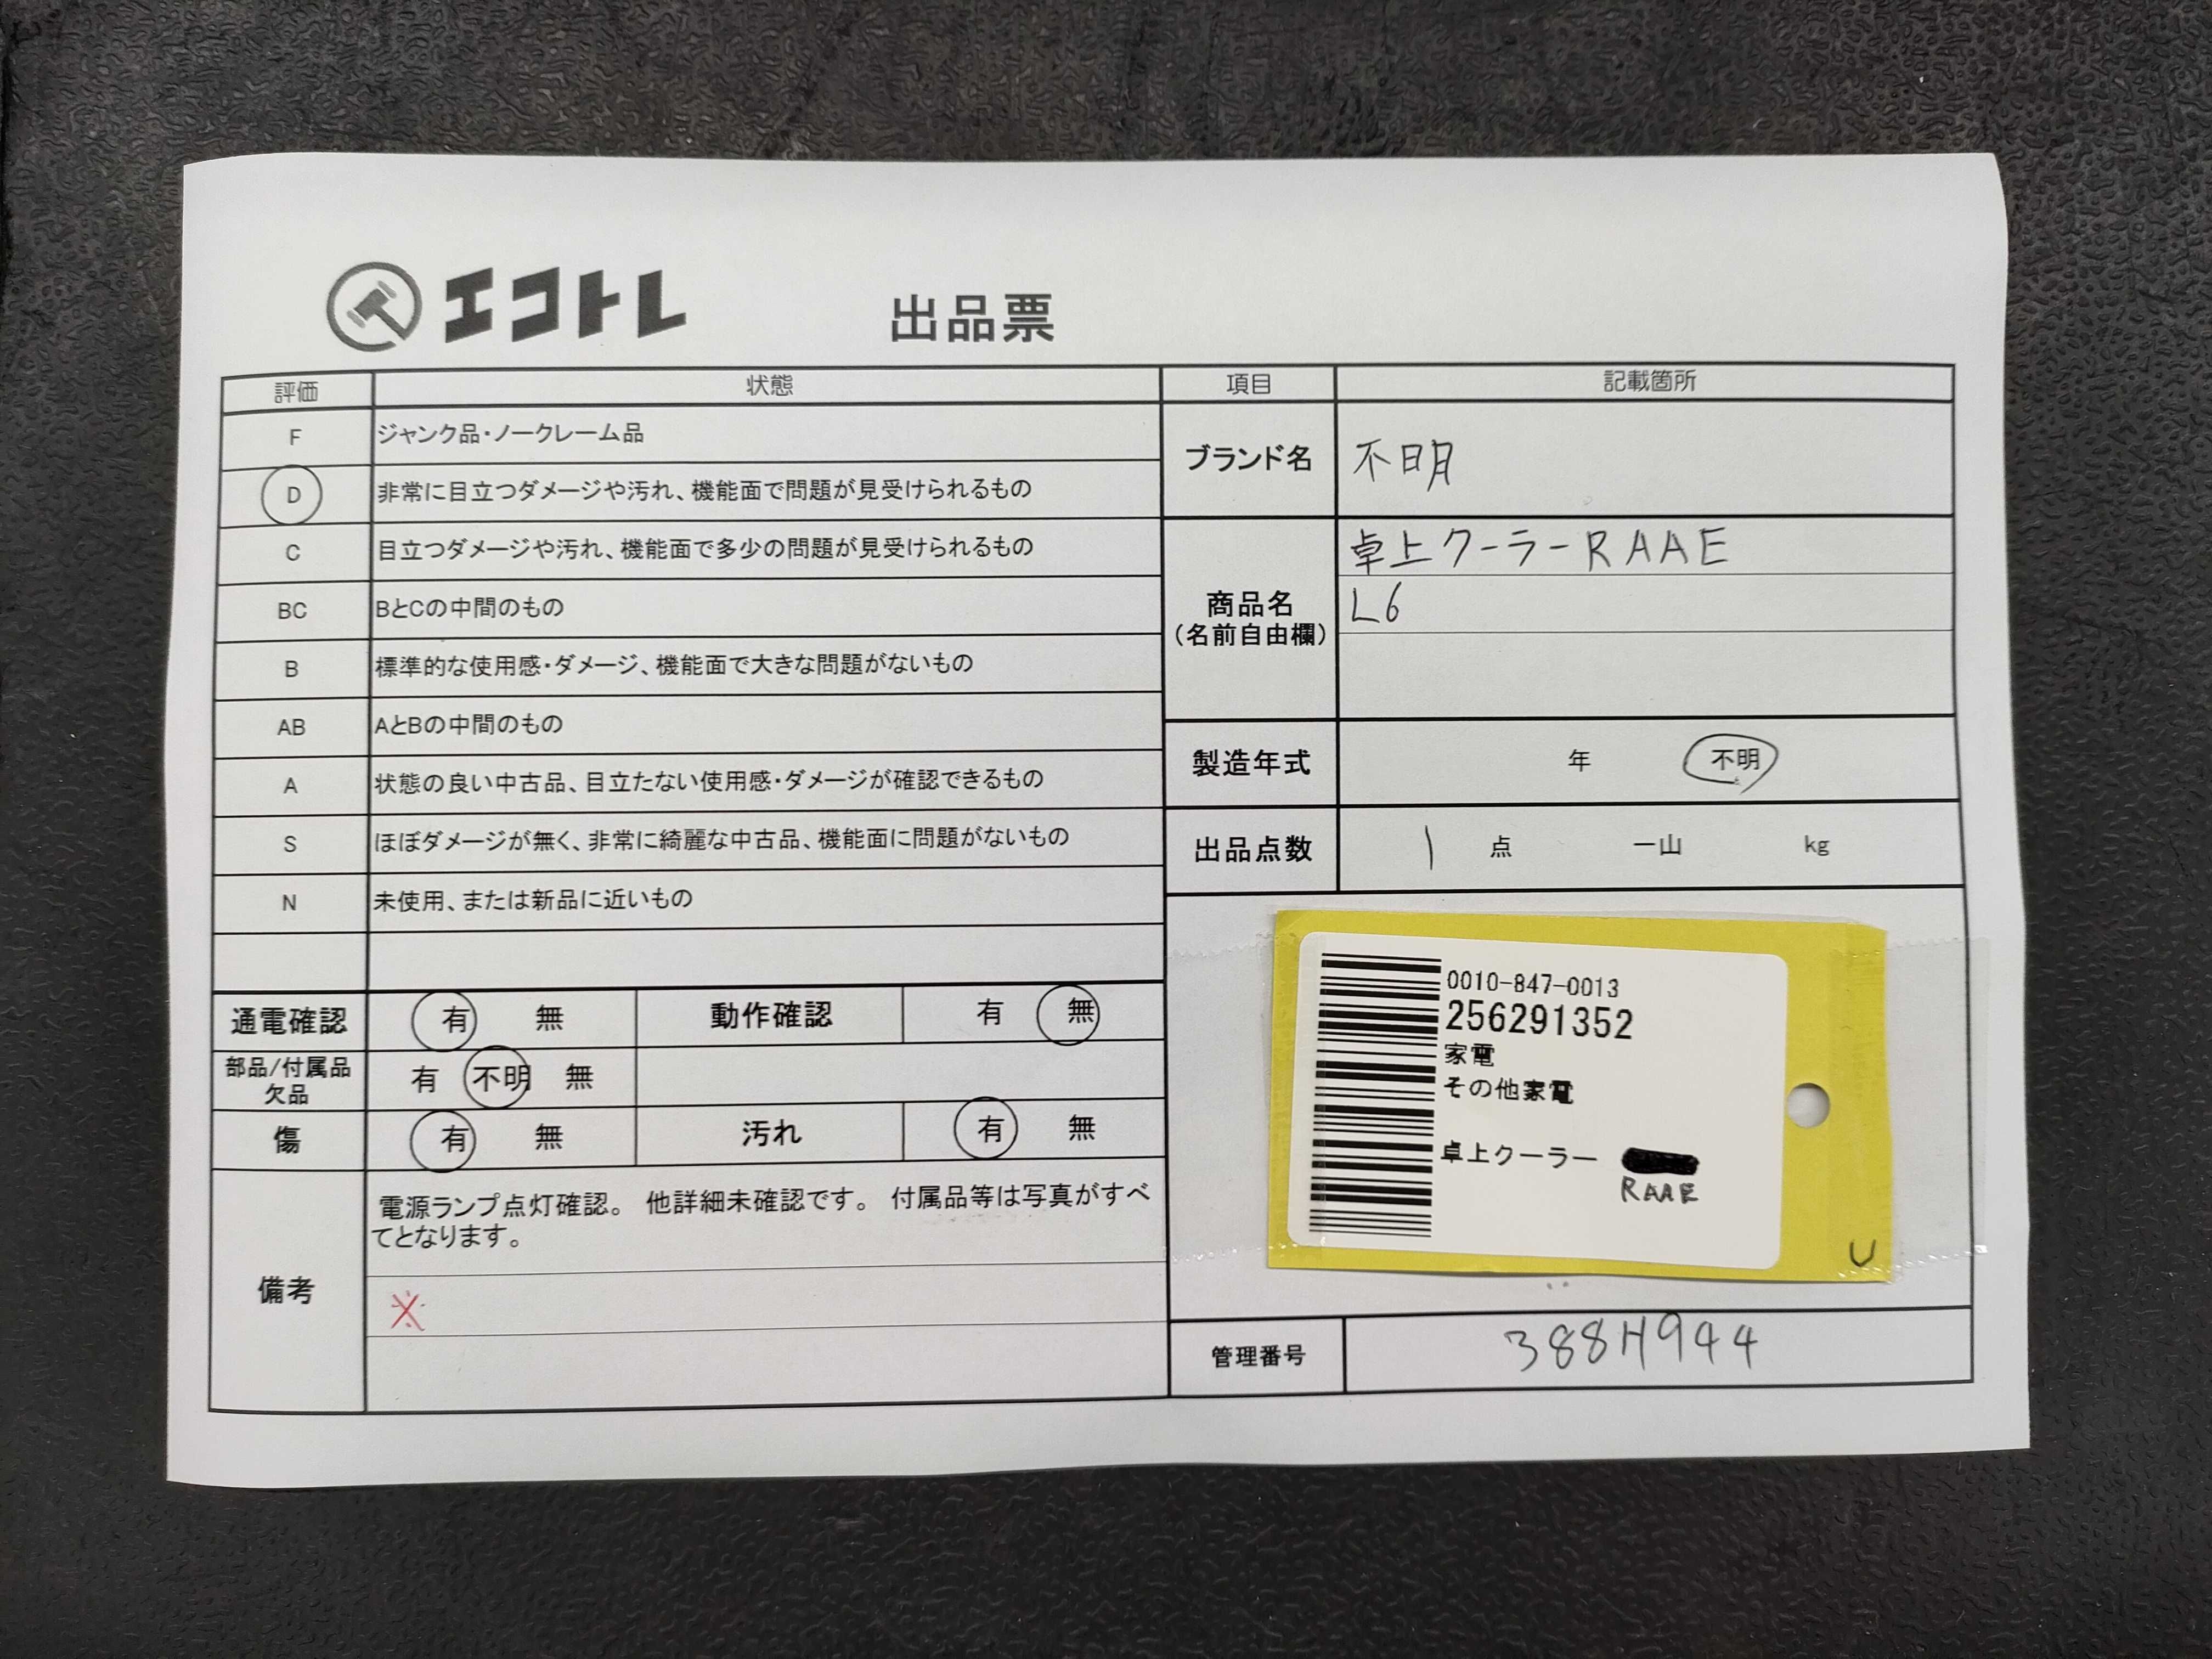 エコトレ
出品票
評価 状態
F ジャンク品・ノークレーム品
D 非常に目立つダメージや汚れ、機能面で問題が見受けられるもの
C 目立つダメージや汚れ、機能面で多少の問題が見受けられるもの
BC BとCの中間のもの
B 標準的な使用感・ダメージ、機能面で大きな問題がないもの
AB AとBの中間のもの
A 状態の良い中古品、目立たない使用感・ダメージが確認できるもの
S ほぼダメージが無く、非常に綺麗な中古品、機能面に問題がないもの
N 未使用、または新品に近いもの
通電確認 有 無 動作確認 有 無
部品/付属品
欠品
有 不明 無
傷 有 無 汚れ 有 無
備考
電源ランプ点灯確認。 他詳細未確認です。 付属品等は写真がすべ
てとなります。
※
項目 記載箇所
ブランド名 不明
商品名
(名前自由欄)
卓上クーラーRAAE
L6
製造年式 年 不明
出品点数 1 点 一山 kg
0010-847-0013
256291352
家電
その他家電
卓上クーラー
RAAE
U
管理番号 388H944